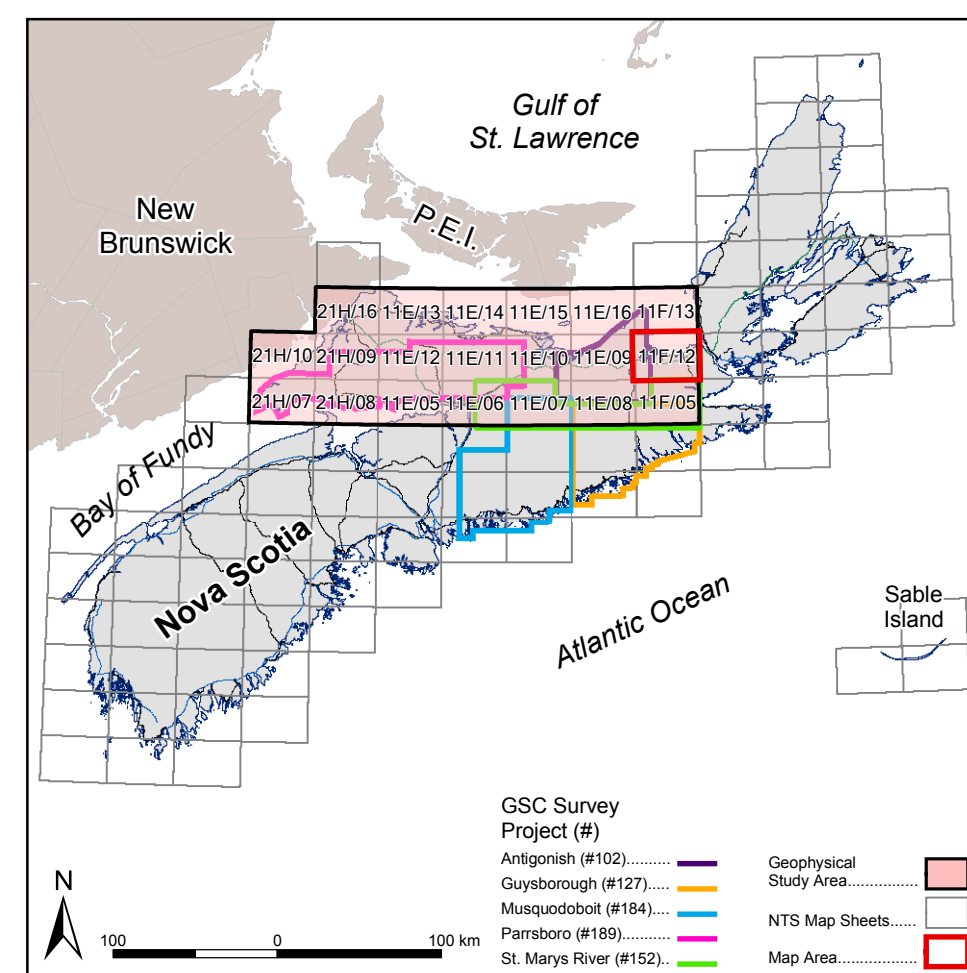 Gulf of
St. Lawrence
New
Brunswick
P.E.I.
21H/16 11E/13 11E/14 11E/15 11E/16 11F/13
21H/10 21H/09 11E/12 11E/11 11E/10 11E/09 11F/12
21H/07 21H/08 11E/05 11E/06 11E/07 11E/08 11F/05
Bay of Fundy
Nova Scotia
Atlantic Ocean
Sable
Island
GSC Survey
Project (#)
Antigonish (#102)..........
Guysborough (#127).....
Musquodoboit (#184)....
Parrsboro (#189)...........
St. Marys River (#152)..
Geophysical
Study Area................
NTS Map Sheets......
Map Area..................
N
100 0 100 km